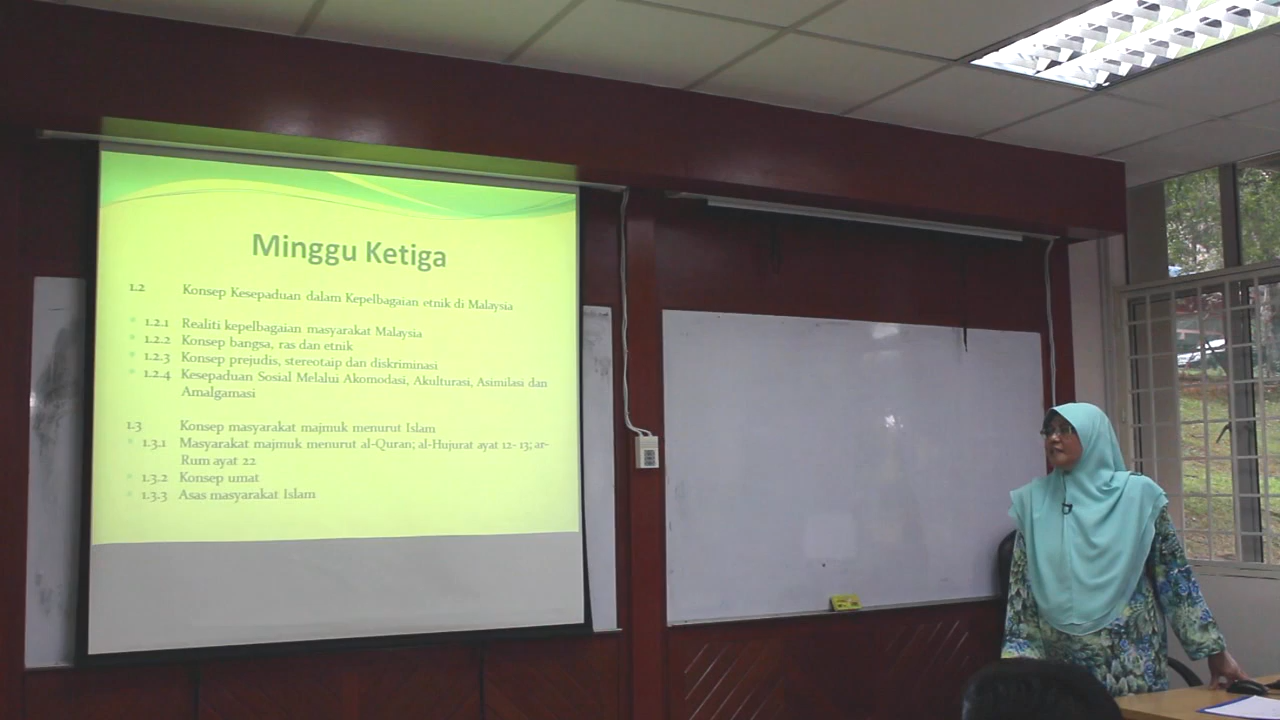 Minggu Ketiga
1.2 Konsep Kesepaduan dalam Kepelbagaian etnik di Malaysia
1.2.1 Realiti kepelbagaian masyarakat Malaysia
1.2.2 Konsep bangsa, ras dan etnik
1.2.3 Konsep prejudis, stereotaip dan diskriminasi
1.2.4 Kesepaduan Sosial Melalui Akomodasi, Akulturasi, Asimilasi dan
Amalgamasi
1.3 Konsep masyarakat majmuk menurut Islam
1.3.1 Masyarakat majmuk menurut al-Quran; al-Hujurat ayat 12- 13; ar-
Rum ayat 22
1.3.2 Konsep umat
1.3.3 Asas masyarakat Islam